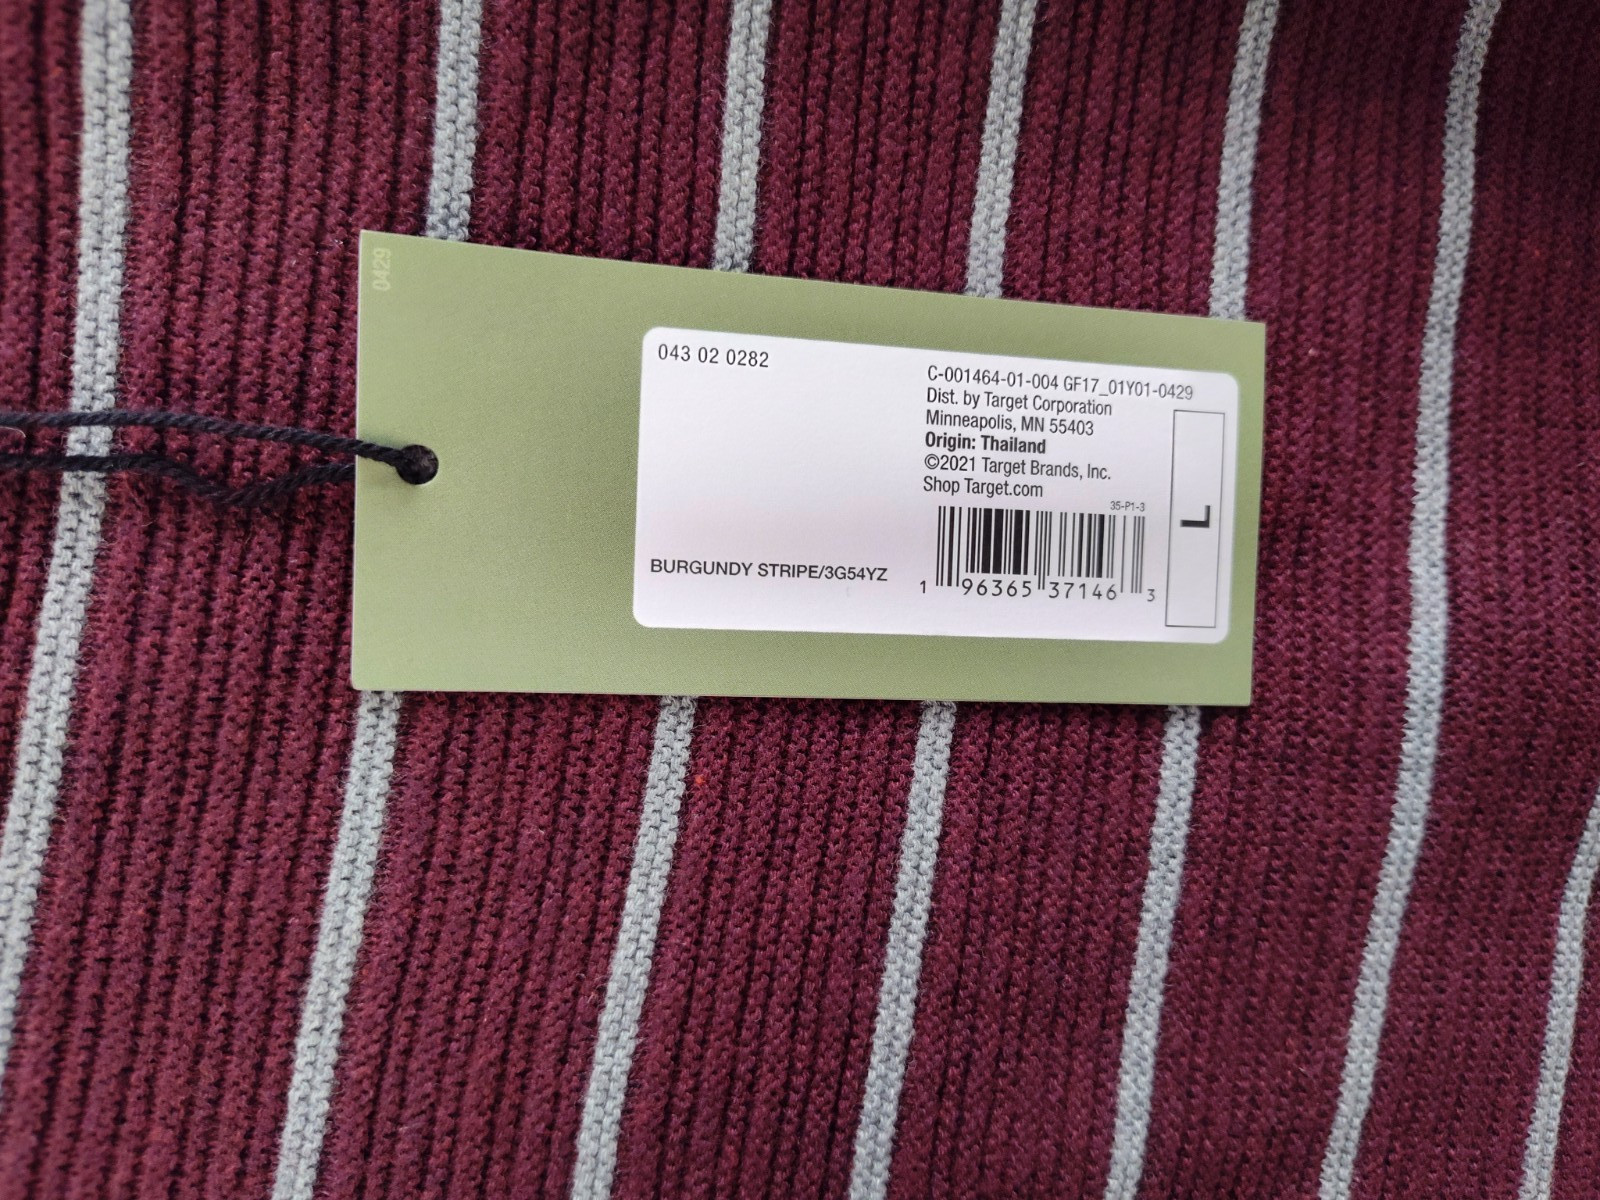 0429
043 02 0282
C-001464-01-004 GF17_01Y01-0429
Dist. by Target Corporation
Minneapolis, MN 55403
Origin: Thailand
©2021 Target Brands, Inc.
Shop Target.com
35-P1-3
L
BURGUNDY STRIPE/3G54YZ
1 96365 37146 3